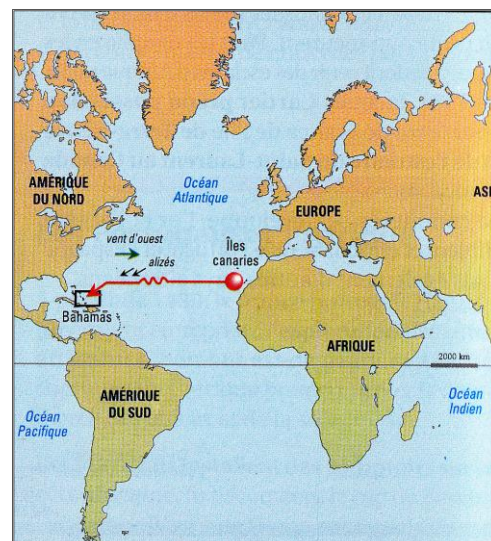 AMÉRIQUE
DU NORD
Océan
Atlantique
EUROPE
ASI
vent d'ouest
alizés
Îles
canaries
Bahamas
AFRIQUE
2000 km
AMÉRIQUE
DU SUD
Océan
Pacifique
Océan
Indien